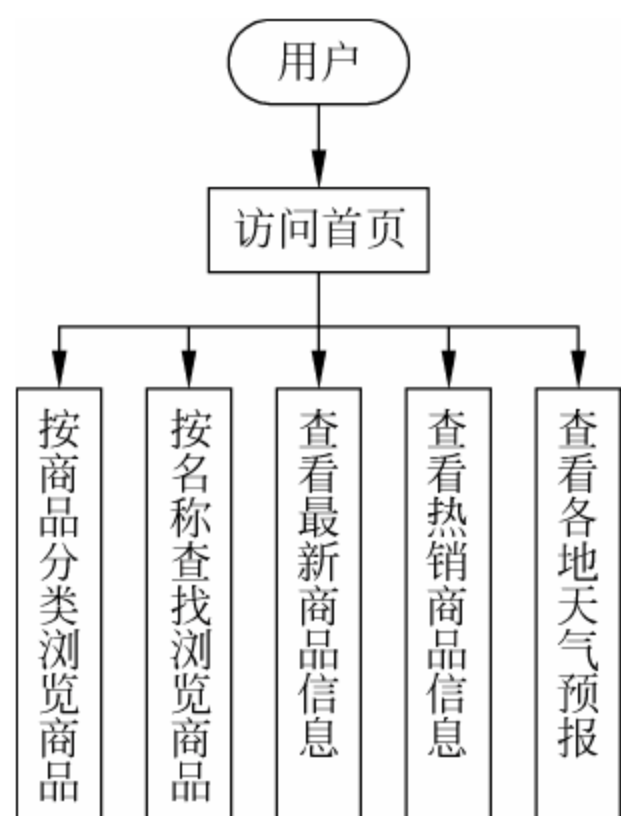 用户
访问首页
按商品分类浏览商品
按名称查找浏览商品
查看最新商品信息
查看热销商品信息
查看各地天气预报